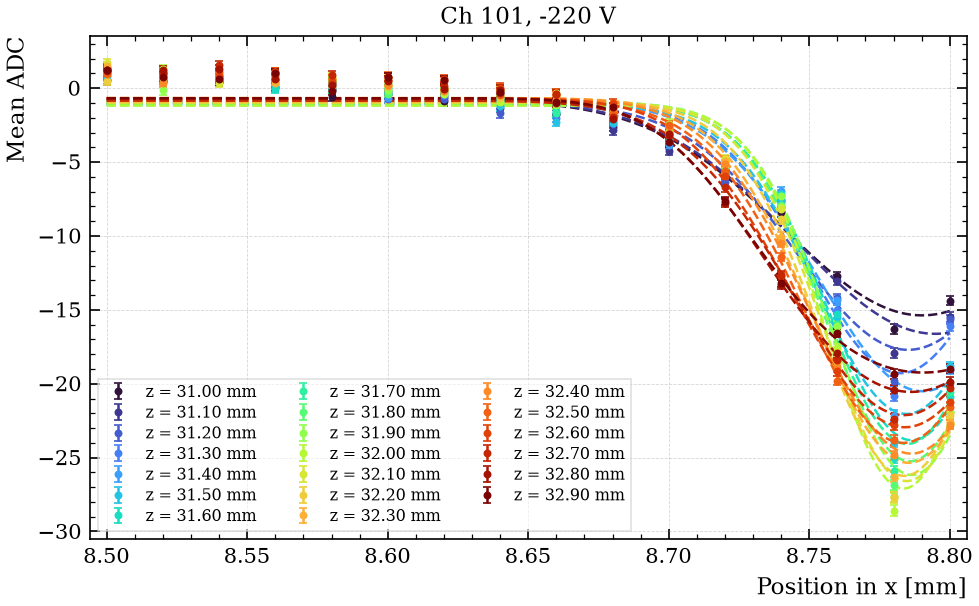 Ch 101, -220 V
Mean ADC
0
−5
−10
−15
−20
−25
−30
z = 31.00 mm
z = 31.10 mm
z = 31.20 mm
z = 31.30 mm
z = 31.40 mm
z = 31.50 mm
z = 31.60 mm
z = 31.70 mm
z = 31.80 mm
z = 31.90 mm
z = 32.00 mm
z = 32.10 mm
z = 32.20 mm
z = 32.30 mm
z = 32.40 mm
z = 32.50 mm
z = 32.60 mm
z = 32.70 mm
z = 32.80 mm
z = 32.90 mm
8.50 8.55 8.60 8.65 8.70 8.75 8.80
Position in x [mm]